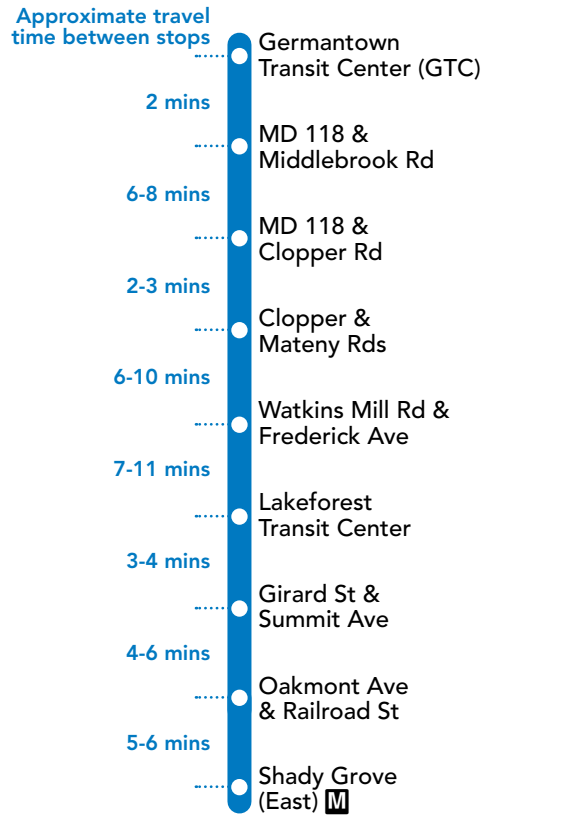 Approximate travel
time between stops
Germantown
Transit Center (GTC)
2 mins
MD 118 &
Middlebrook Rd
6-8 mins
MD 118 &
Clopper Rd
2-3 mins
Clopper &
Mateny Rds
6-10 mins
Watkins Mill Rd &
Frederick Ave
7-11 mins
Lakeforest
Transit Center
3-4 mins
Girard St &
Summit Ave
4-6 mins
Oakmont Ave
& Railroad St
5-6 mins
Shady Grove
(East) M